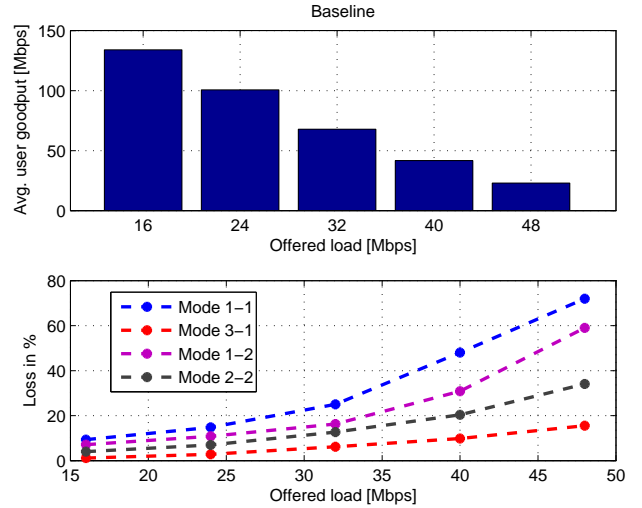 Baseline
Avg. user goodput [Mbps]
150
100
50
0
16 24 32 40 48
Offered load [Mbps]
Loss in %
80
60
40
20
0
Mode 1−1
Mode 3−1
Mode 1−2
Mode 2−2
15 20 25 30 35 40 45 50
Offered load [Mbps]